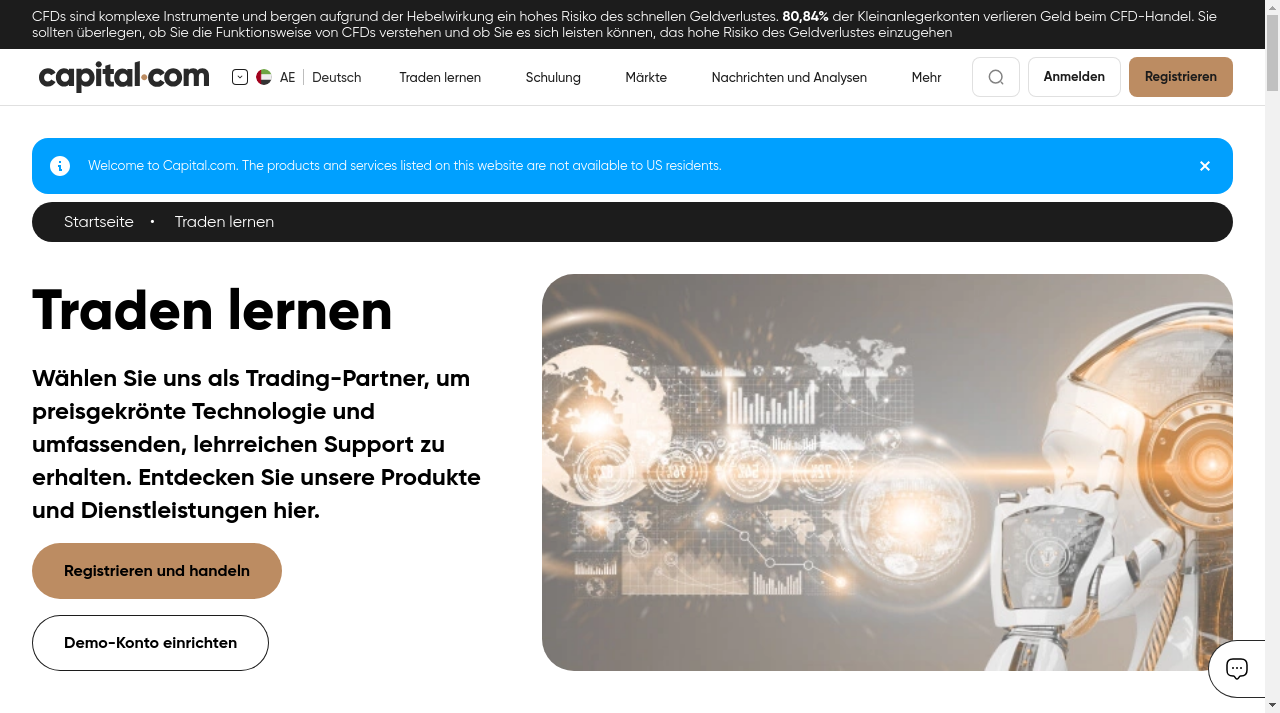 CFDs sind komplexe Instrumente und bergen aufgrund der Hebelwirkung ein hohes Risiko des schnellen Geldverlustes. 80,84% der Kleinanlegerkonten verlieren Geld beim CFD-Handel. Sie
sollten überlegen, ob Sie die Funktionsweise von CFDs verstehen und ob Sie es sich leisten können, das hohe Risiko des Geldverlustes einzugehen
capital.com AE Deutsch Traden lernen Schulung Märkte Nachrichten und Analysen Mehr Anmelden Registrieren
Welcome to Capital.com. The products and services listed on this website are not available to US residents.
Startseite • Traden lernen
Traden lernen
Wählen Sie uns als Trading-Partner, um
preisgekrönte Technologie und
umfassenden, lehrreichen Support zu
erhalten. Entdecken Sie unsere Produkte
und Dienstleistungen hier.
Registrieren und handeln
Demo-Konto einrichten